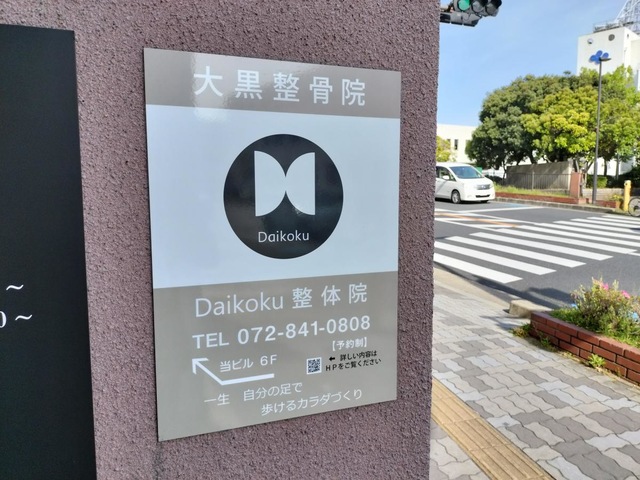 大黒整骨院
Daikoku
Daikoku 整体院
TEL 072-841-0808
【予約制】
当ビル 6F
← 詳しい内容は
HPをご覧ください
一生 自分の足で
歩けるカラダづくり
～
0～